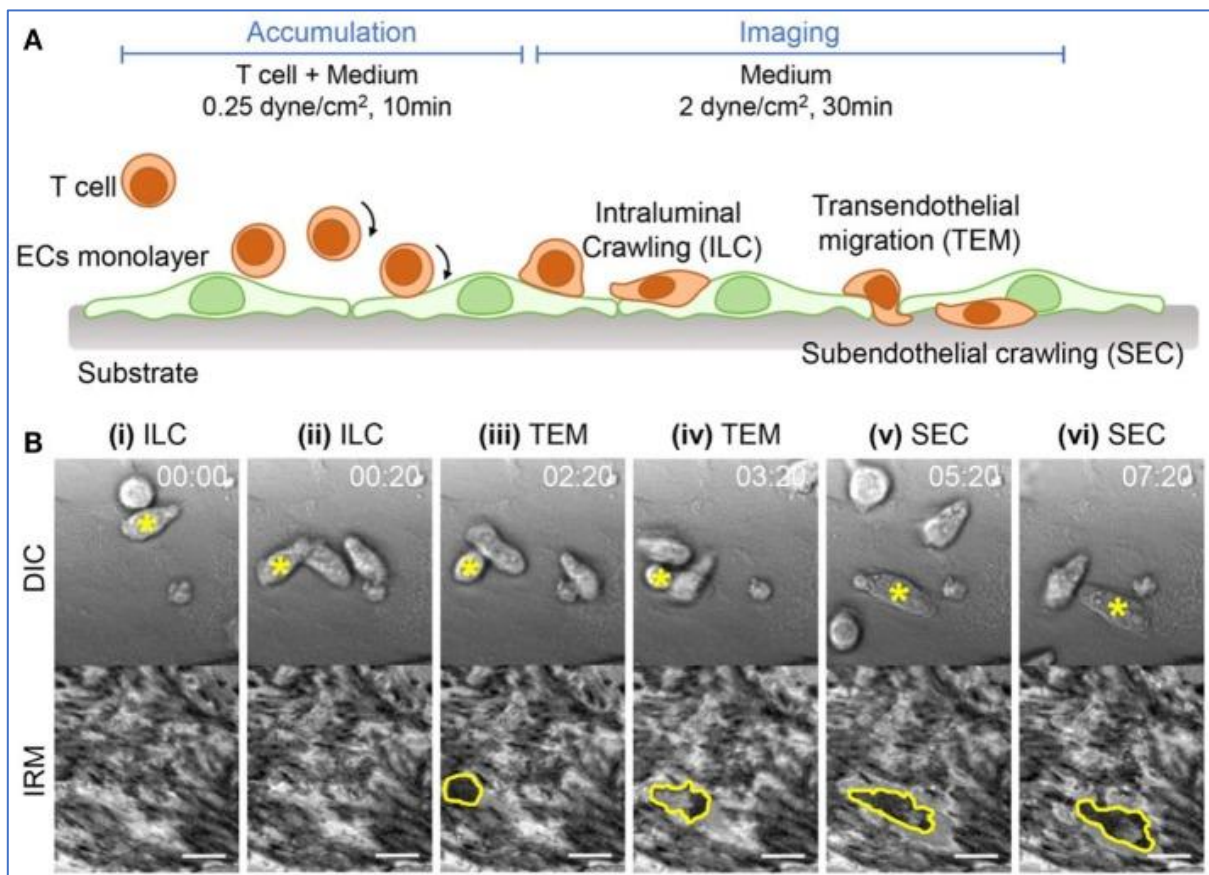 A
Accumulation
Imaging
T cell + Medium
0.25 dyne/cm², 10min
Medium
2 dyne/cm², 30min
T cell
ECs monolayer
Intraluminal
Crawling (ILC)
Transendothelial
migration (TEM)
Subendothelial crawling (SEC)
Substrate
B
(i) ILC
(ii) ILC
(iii) TEM
(iv) TEM
(v) SEC
(vi) SEC
DIC
00:00
00:20
02:20
03:20
05:20
07:20
*
*
*
*
*
*
IRM